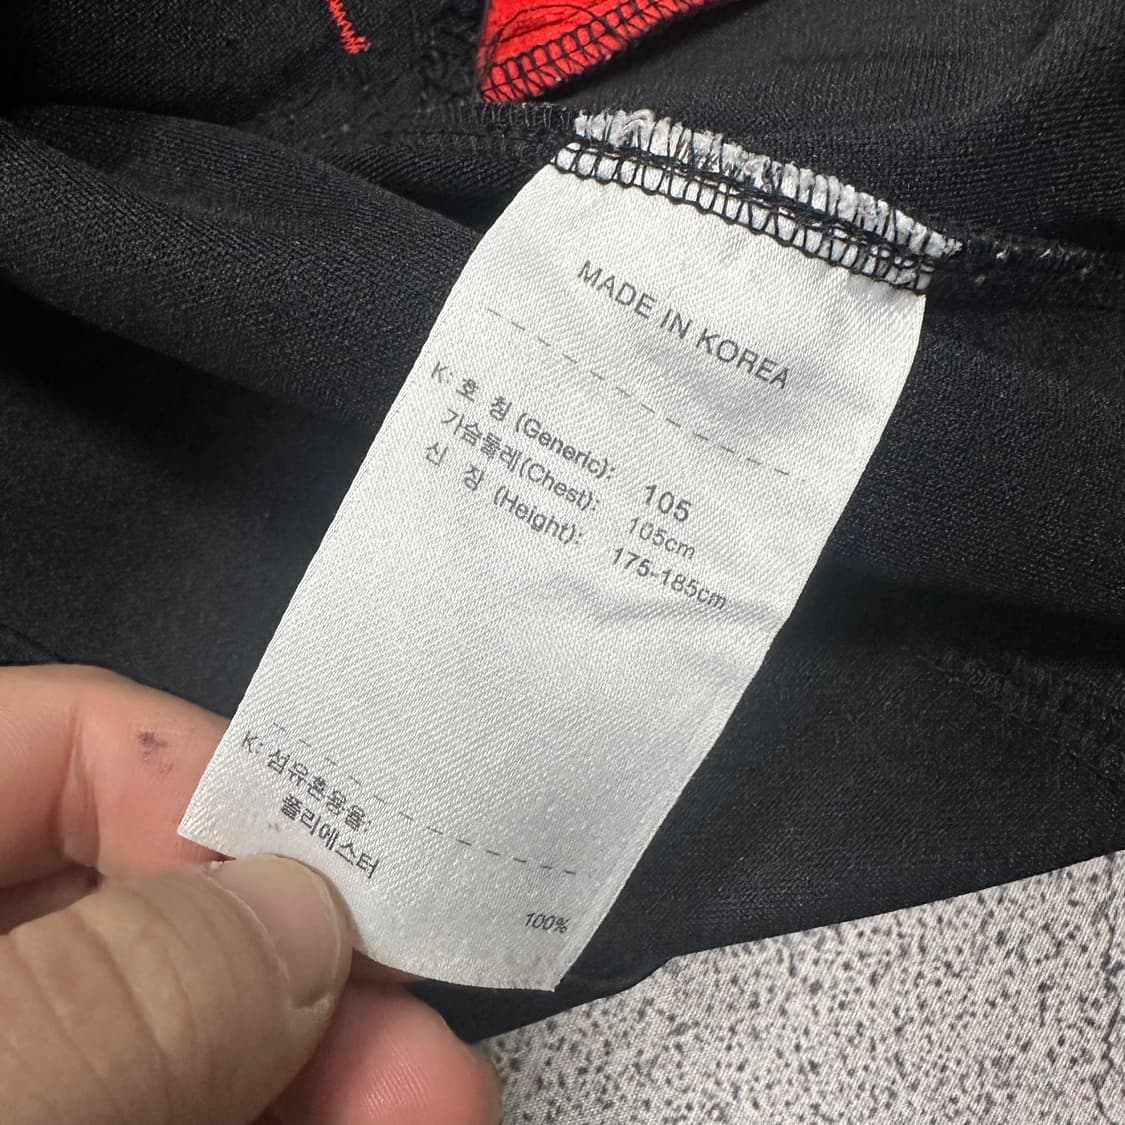 MADE IN KOREA
K: 호 칭 (Generic): 105
가슴둘레(Chest): 105cm
신 장 (Height): 175-185cm
K: 섬유혼용율:
폴리에스터 100%